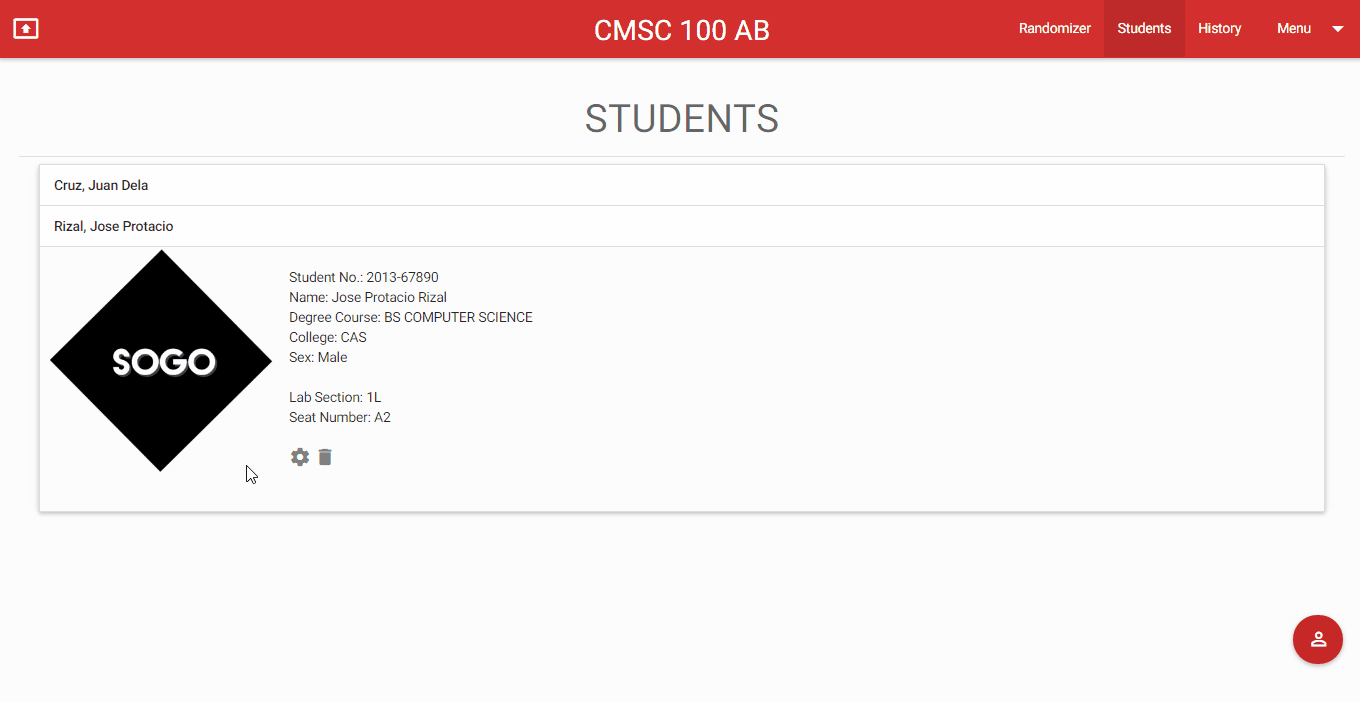 CMSC 100 AB
Randomizer
Students
History
Menu
STUDENTS
Cruz, Juan Dela
Rizal, Jose Protacio
SOGO
Student No.: 2013-67890
Name: Jose Protacio Rizal
Degree Course: BS COMPUTER SCIENCE
College: CAS
Sex: Male
Lab Section: 1L
Seat Number: A2